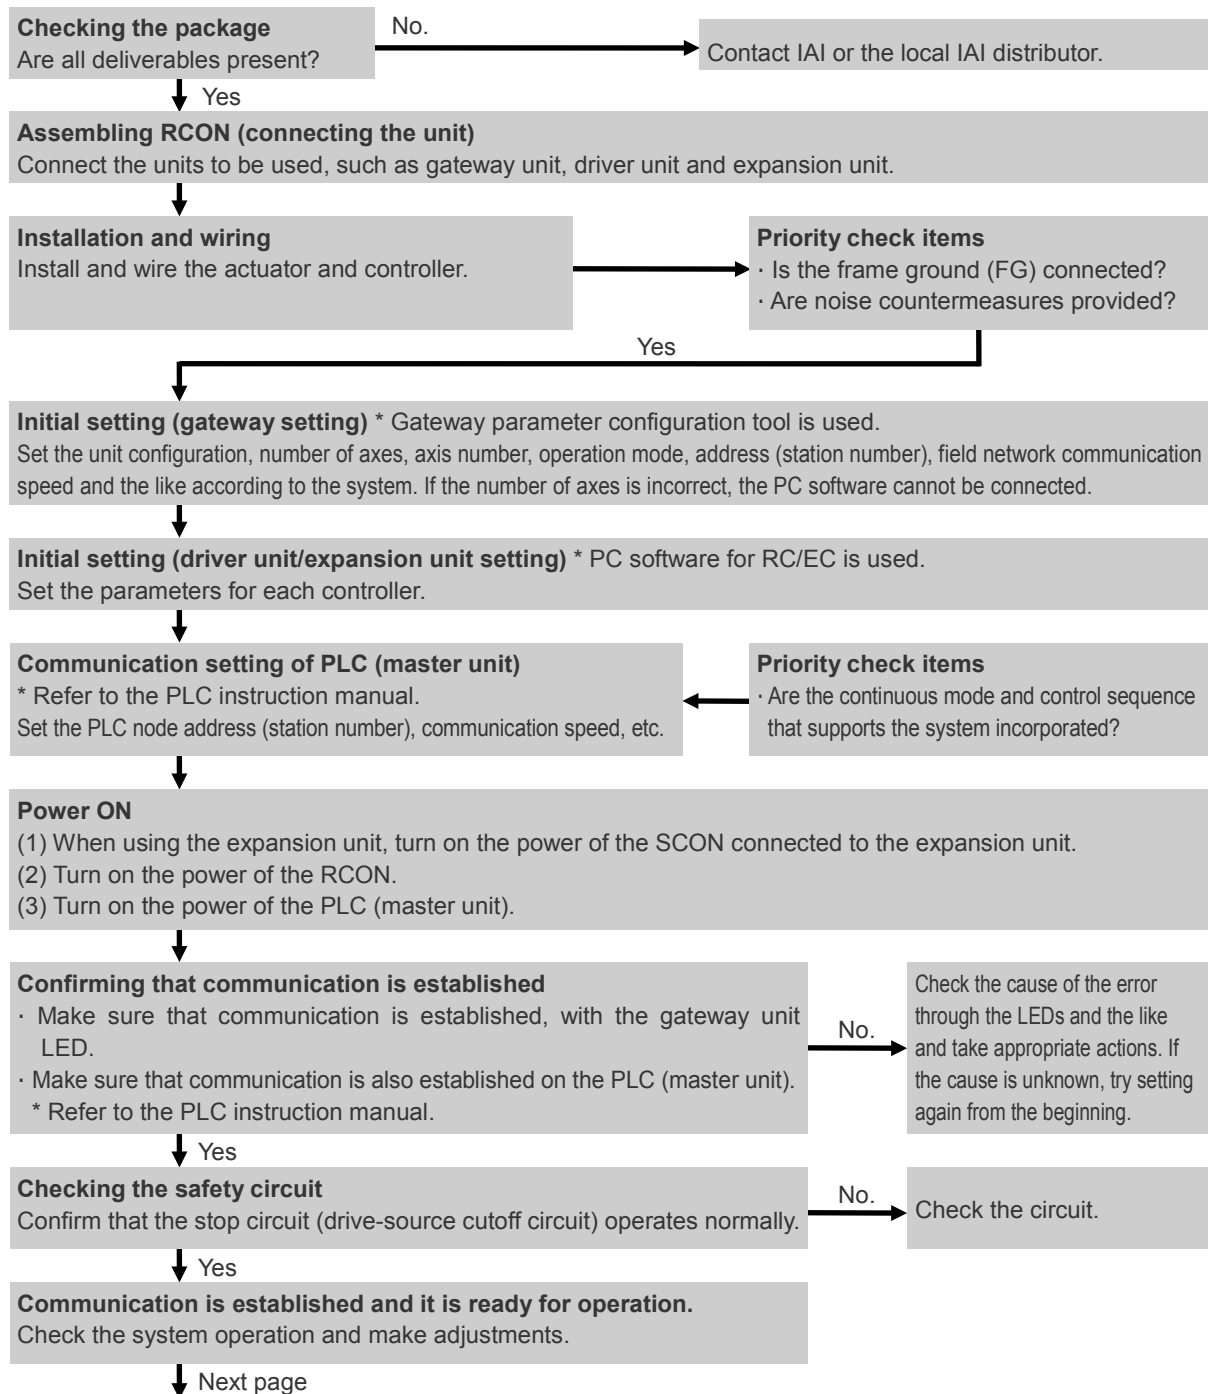 Checking the package
Are all deliverables present?
No.
Contact IAI or the local IAI distributor.
Yes
Assembling RCON (connecting the unit)
Connect the units to be used, such as gateway unit, driver unit and expansion unit.
Installation and wiring
Install and wire the actuator and controller.
Priority check items
· Is the frame ground (FG) connected?
· Are noise countermeasures provided?
Yes
Initial setting (gateway setting) * Gateway parameter configuration tool is used.
Set the unit configuration, number of axes, axis number, operation mode, address (station number), field network communication
speed and the like according to the system. If the number of axes is incorrect, the PC software cannot be connected.
Initial setting (driver unit/expansion unit setting) * PC software for RC/EC is used.
Set the parameters for each controller.
Communication setting of PLC (master unit)
* Refer to the PLC instruction manual.
Set the PLC node address (station number), communication speed, etc.
Priority check items
· Are the continuous mode and control sequence
that supports the system incorporated?
Power ON
(1) When using the expansion unit, turn on the power of the SCON connected to the expansion unit.
(2) Turn on the power of the RCON.
(3) Turn on the power of the PLC (master unit).
Confirming that communication is established
· Make sure that communication is established, with the gateway unit
LED.
· Make sure that communication is also established on the PLC (master unit).
* Refer to the PLC instruction manual.
No.
Check the cause of the error
through the LEDs and the like
and take appropriate actions. If
the cause is unknown, try setting
again from the beginning.
Yes
Checking the safety circuit
Confirm that the stop circuit (drive-source cutoff circuit) operates normally.
No.
Check the circuit.
Yes
Communication is established and it is ready for operation.
Check the system operation and make adjustments.
Next page